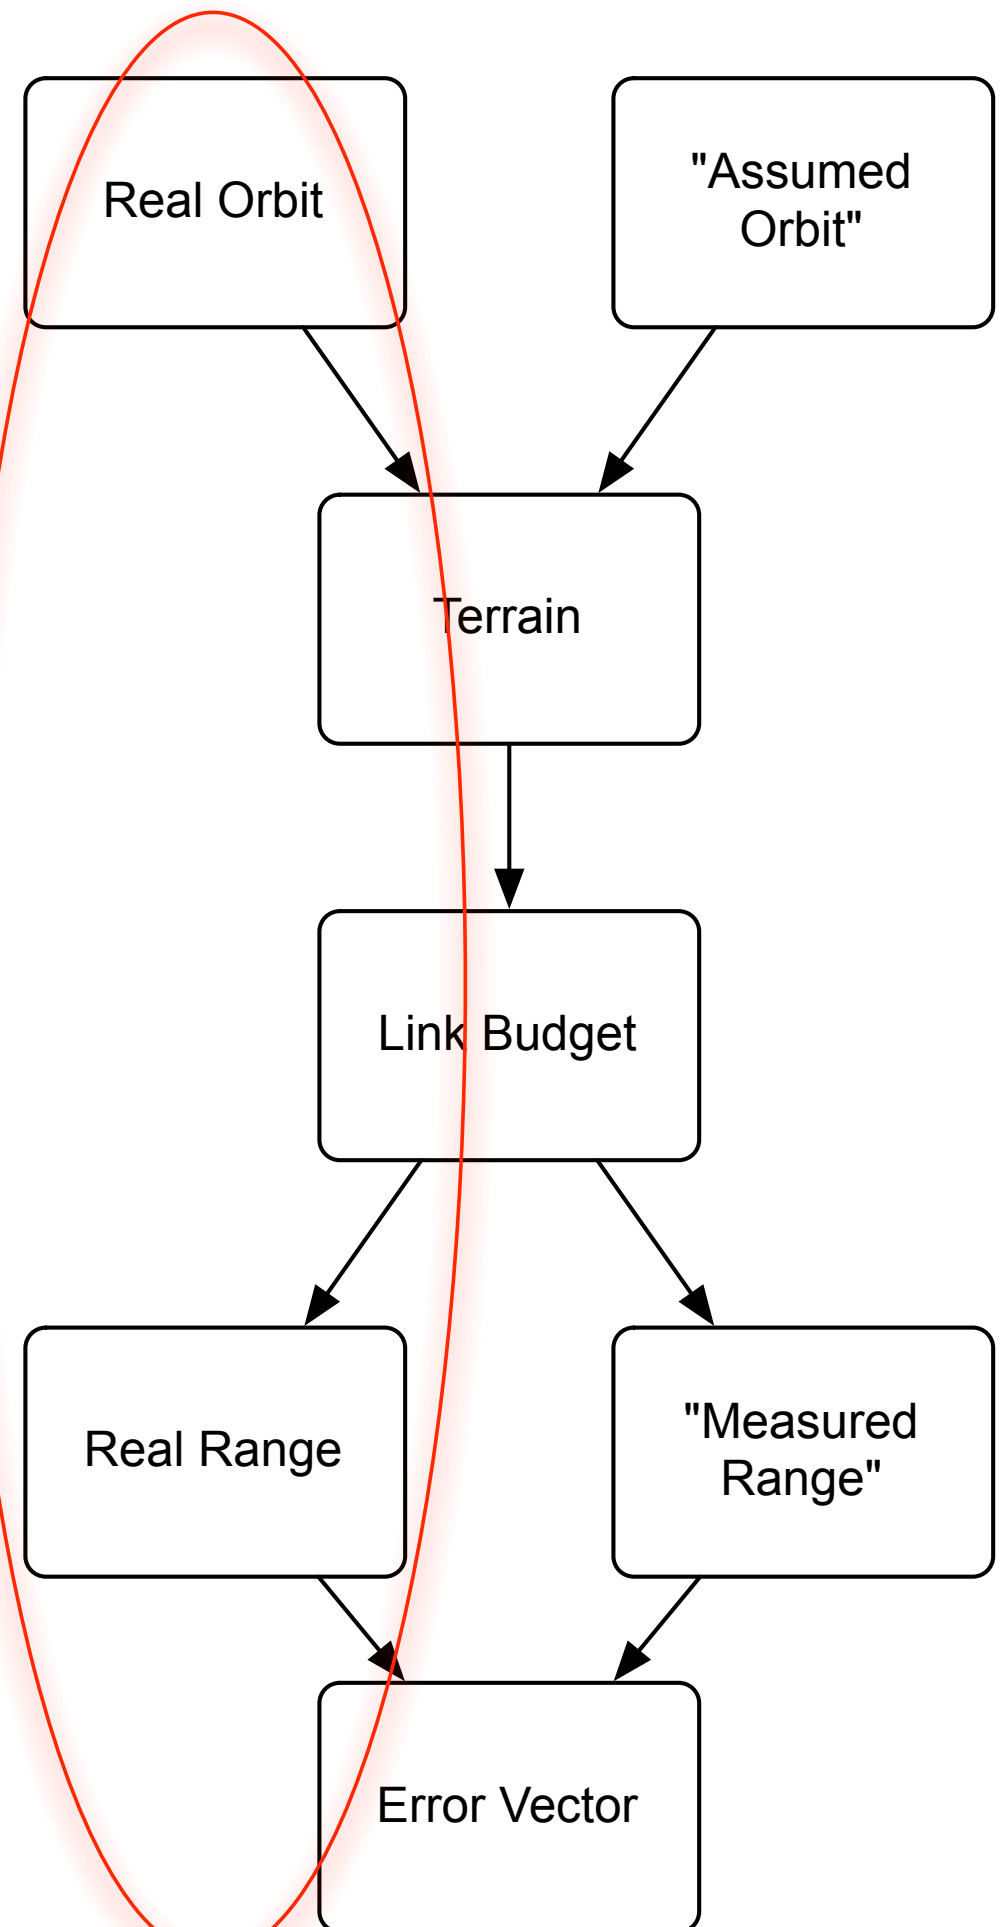 Real Orbit
"Assumed
Orbit"
Terrain
Link Budget
Real Range
"Measured
Range"
Error Vector